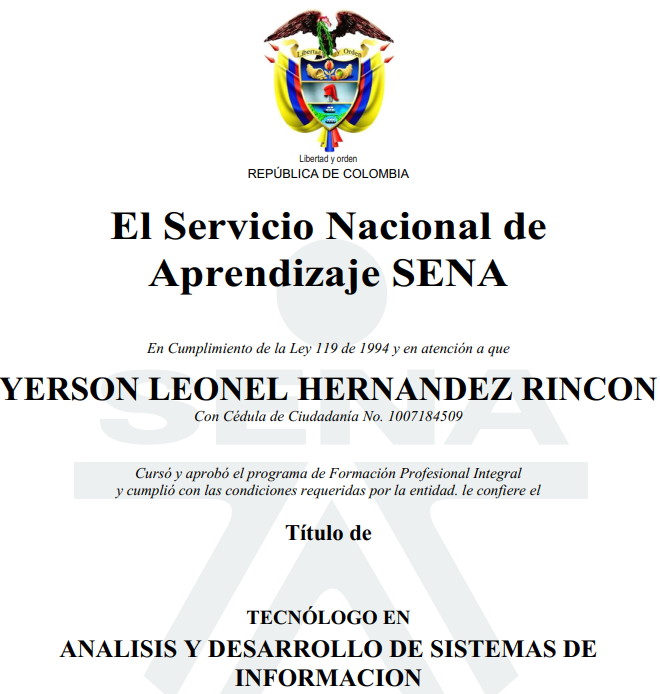 Libertad y Orden
Libertad y orden
REPÚBLICA DE COLOMBIA
El Servicio Nacional de
Aprendizaje SENA
En Cumplimiento de la Ley 119 de 1994 y en atención a que
YERSON LEONEL HERNANDEZ RINCON
Con Cédula de Ciudadanía No. 1007184509
SENA
Cursó y aprobó el programa de Formación Profesional Integral
y cumplió con las condiciones requeridas por la entidad. le confiere el
Título de
TECNÓLOGO EN
ANALISIS Y DESARROLLO DE SISTEMAS DE
INFORMACION